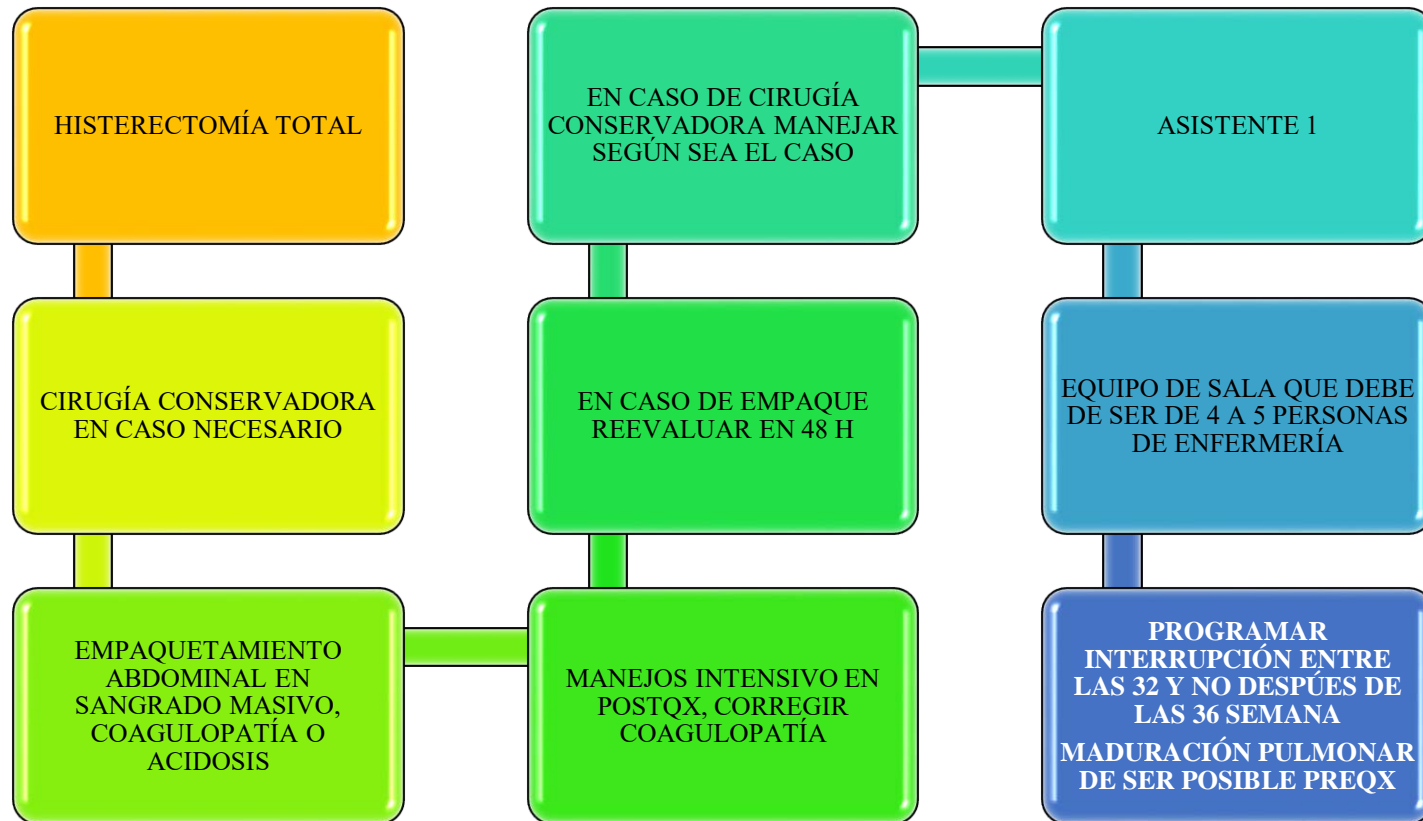 HISTERECTOMÍA TOTAL
CIRUGÍA CONSERVADORA
EN CASO NECESARIO
EMPAQUETAMIENTO
ABDOMINAL EN
SANGRADO MASIVO,
COAGULOPATÍA O
ACIDOSIS
MANEJOS INTENSIVO EN
POSTQX, CORREGIR
COAGULOPATÍA
EN CASO DE EMPAQUE
REEVALUAR EN 48 H
EN CASO DE CIRUGÍA
CONSERVADORA MANEJAR
SEGÚN SEA EL CASO
ASISTENTE 1
EQUIPO DE SALA QUE DEBE
DE SER DE 4 A 5 PERSONAS
DE ENFERMERÍA
PROGRAMAR
INTERRUPCIÓN ENTRE
LAS 32 Y NO DESPÚES DE
LAS 36 SEMANA
MADURACIÓN PULMONAR
DE SER POSIBLE PREQX